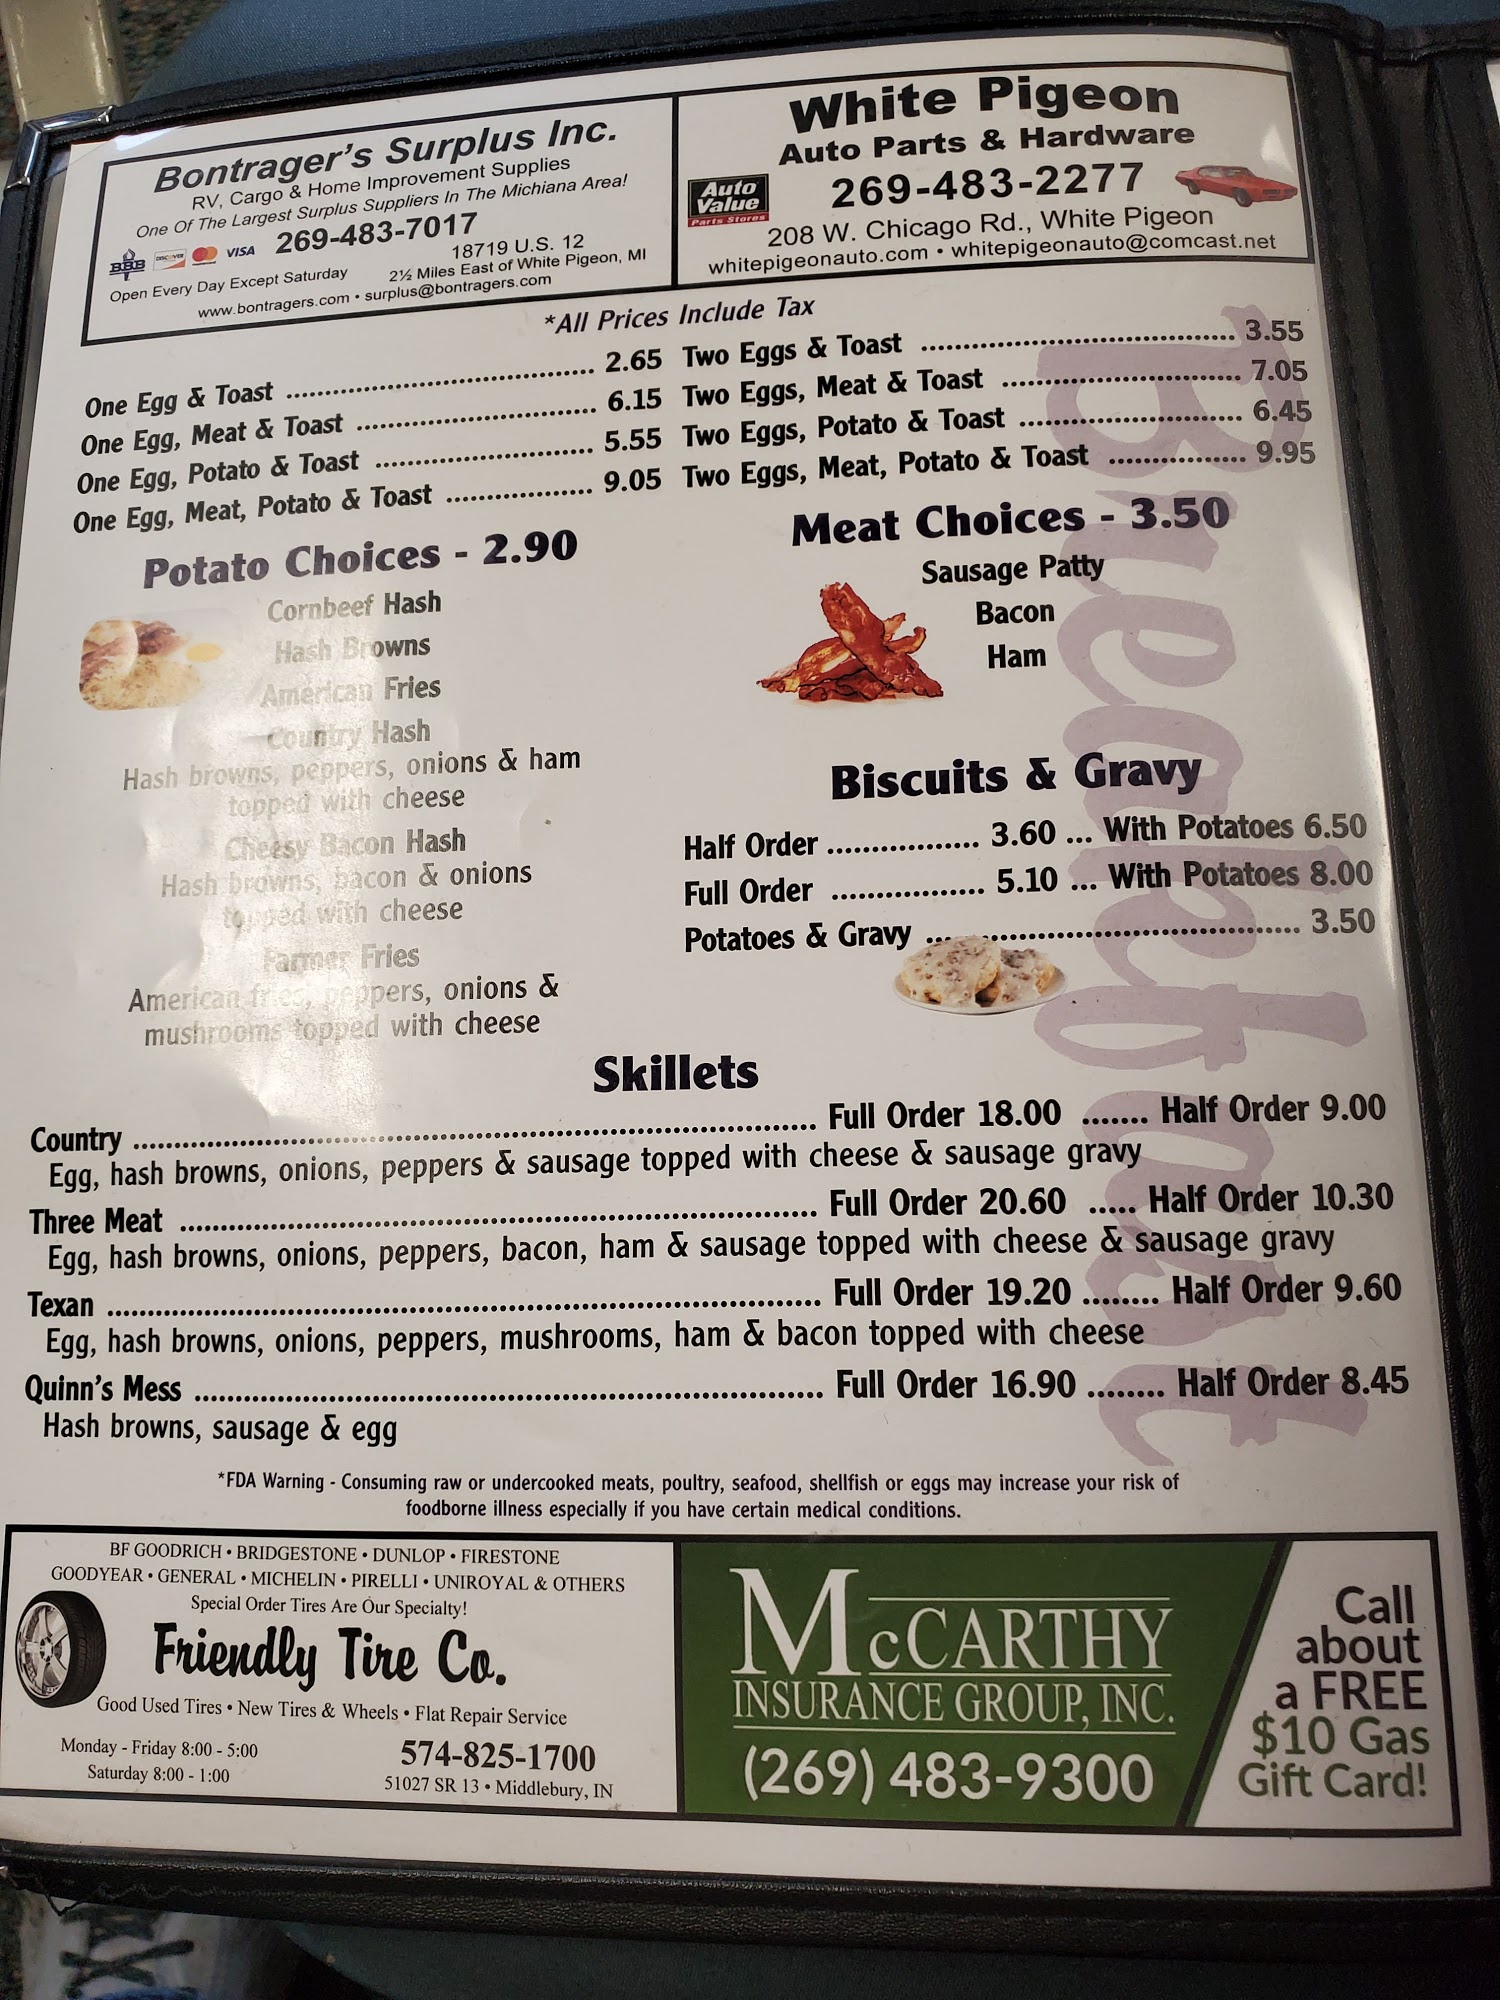 Bontrager's Surplus Inc.
RV, Cargo & Home Improvement Supplies
One Of The Largest Surplus Suppliers In The Michiana Area!
BBB DISCOVER VISA 269-483-7017
18719 U.S. 12
Open Every Day Except Saturday 2½ Miles East of White Pigeon, MI
www.bontragers.com • surplus@bontragers.com
White Pigeon
Auto Parts & Hardware
Auto Value Parts Stores
269-483-2277
208 W. Chicago Rd., White Pigeon
whitepigeonauto.com • whitepigeonauto@comcast.net
*All Prices Include Tax
One Egg & Toast 2.65
One Egg, Meat & Toast 6.15
One Egg, Potato & Toast 5.55
One Egg, Meat, Potato & Toast 9.05
Two Eggs & Toast 3.55
Two Eggs, Meat & Toast 7.05
Two Eggs, Potato & Toast 6.45
Two Eggs, Meat, Potato & Toast 9.95
Breakfast
Potato Choices - 2.90
Cornbeef Hash
Hash Browns
American Fries
Country Hash
Hash browns, peppers, onions & ham
topped with cheese
Cheesy Bacon Hash
Hash browns, bacon & onions
topped with cheese
Farmer Fries
American fries, peppers, onions &
mushrooms topped with cheese
Meat Choices - 3.50
Sausage Patty
Bacon
Ham
Biscuits & Gravy
Half Order 3.60 ... With Potatoes 6.50
Full Order 5.10 ... With Potatoes 8.00
Potatoes & Gravy 3.50
Skillets
Country Full Order 18.00 Half Order 9.00
Egg, hash browns, onions, peppers & sausage topped with cheese & sausage gravy
Three Meat Full Order 20.60 Half Order 10.30
Egg, hash browns, onions, peppers, bacon, ham & sausage topped with cheese & sausage gravy
Texan Full Order 19.20 Half Order 9.60
Egg, hash browns, onions, peppers, mushrooms, ham & bacon topped with cheese
Quinn's Mess Full Order 16.90 Half Order 8.45
Hash browns, sausage & egg
*FDA Warning - Consuming raw or undercooked meats, poultry, seafood, shellfish or eggs may increase your risk of
foodborne illness especially if you have certain medical conditions.
BF GOODRICH • BRIDGESTONE • DUNLOP • FIRESTONE
GOODYEAR • GENERAL • MICHELIN • PIRELLI • UNIROYAL & OTHERS
Special Order Tires Are Our Specialty!
Friendly Tire Co.
Good Used Tires • New Tires & Wheels • Flat Repair Service
Monday - Friday 8:00 - 5:00
Saturday 8:00 - 1:00
574-825-1700
51027 SR 13 • Middlebury, IN
McCARTHY
INSURANCE GROUP, INC.
(269) 483-9300
Call
about
a FREE
$10 Gas
Gift Card!